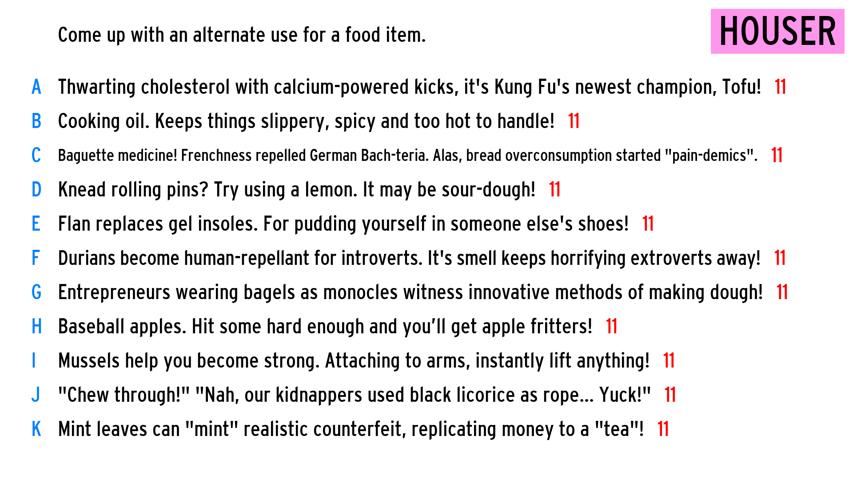 Come up with an alternate use for a food item.
HOUSER
A Thwarting cholesterol with calcium-powered kicks, it's Kung Fu's newest champion, Tofu! 11
B Cooking oil. Keeps things slippery, spicy and too hot to handle! 11
C Baguette medicine! Frenchness repelled German Bach-teria. Alas, bread overconsumption started "pain-demics". 11
D Knead rolling pins? Try using a lemon. It may be sour-dough! 11
E Flan replaces gel insoles. For pudding yourself in someone else's shoes! 11
F Durians become human-repellant for introverts. It's smell keeps horrifying extroverts away! 11
G Entrepreneurs wearing bagels as monocles witness innovative methods of making dough! 11
H Baseball apples. Hit some hard enough and you’ll get apple fritters! 11
I Mussels help you become strong. Attaching to arms, instantly lift anything! 11
J "Chew through!" "Nah, our kidnappers used black licorice as rope... Yuck!" 11
K Mint leaves can "mint" realistic counterfeit, replicating money to a "tea"! 11